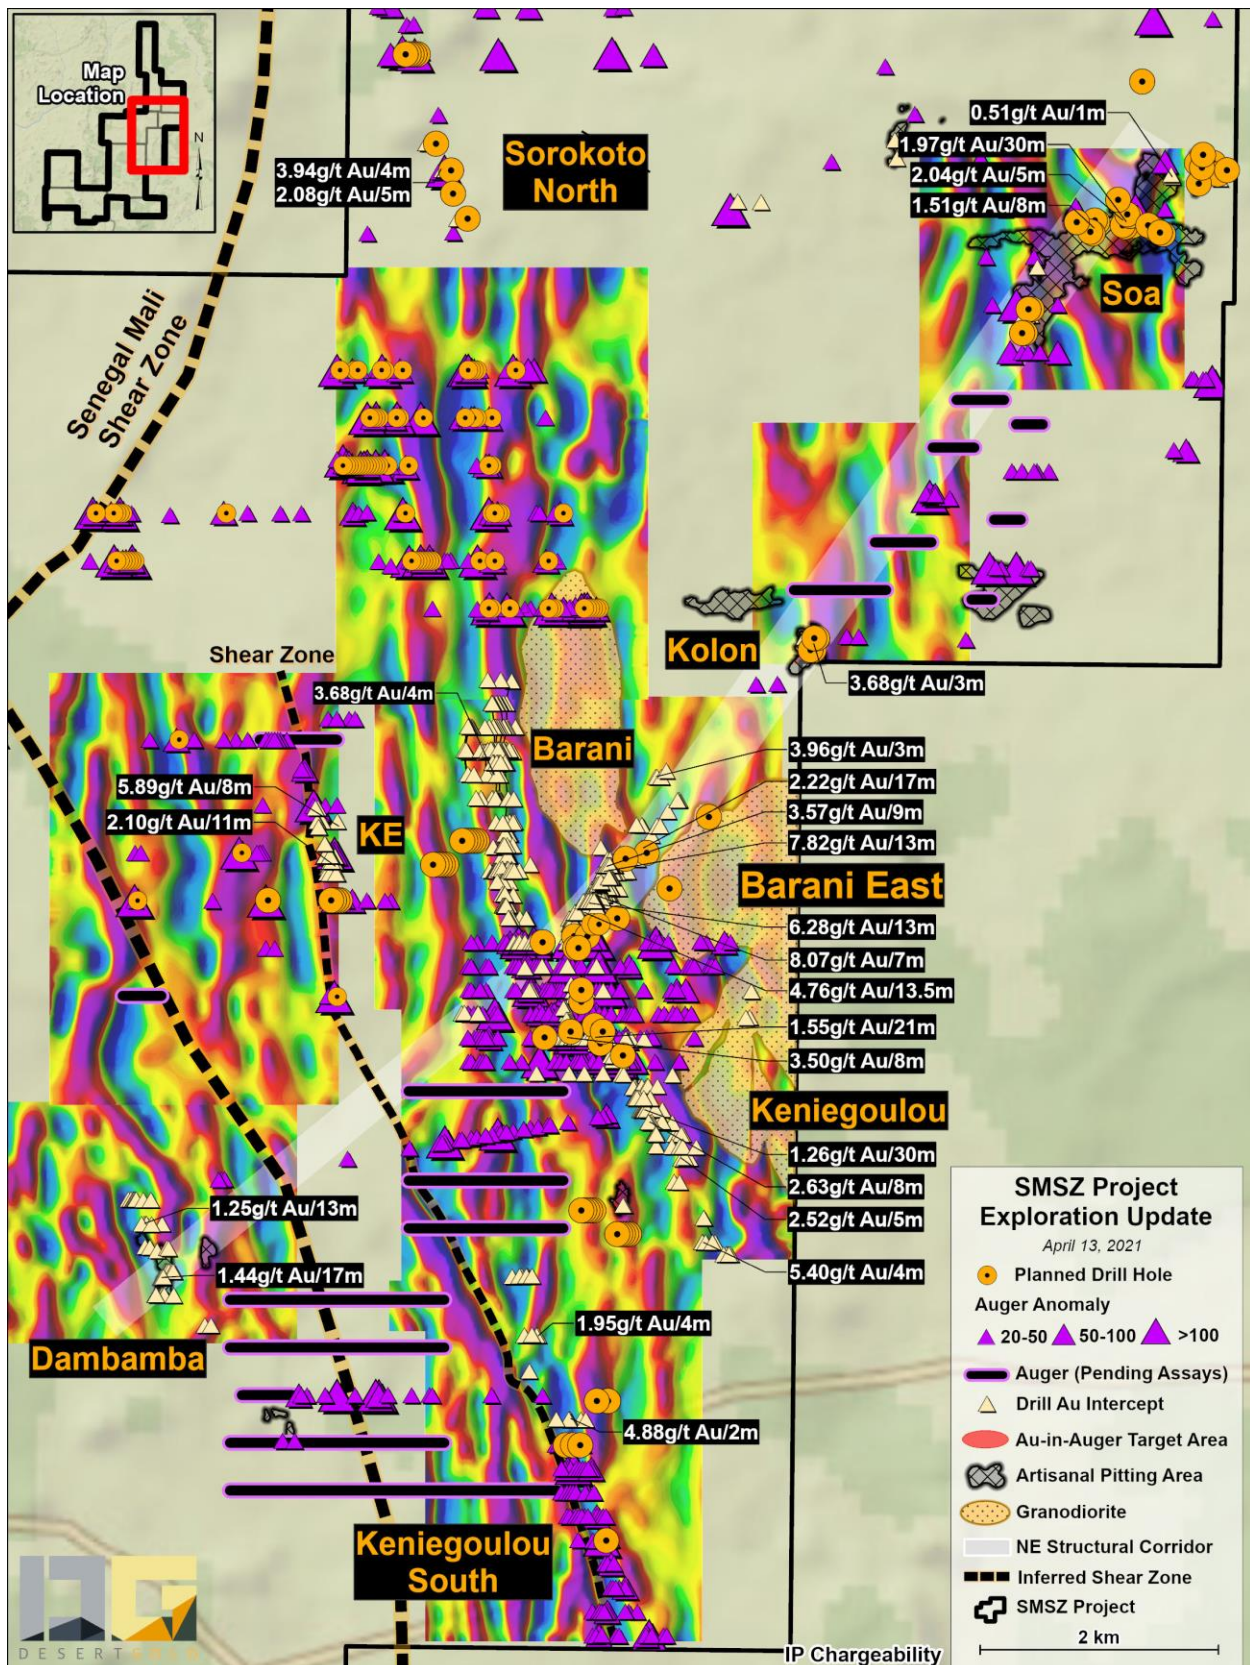 Map
Location
N
Sorokoto
North
3.94g/t Au/4m
2.08g/t Au/5m
0.51g/t Au/1m
1.97g/t Au/30m
2.04g/t Au/5m
1.51g/t Au/8m
Soa
Senegal Mali
Shear Zone
Kolon
3.68g/t Au/3m
Shear Zone
3.68g/t Au/4m
Barani
3.96g/t Au/3m
2.22g/t Au/17m
3.57g/t Au/9m
7.82g/t Au/13m
5.89g/t Au/8m
2.10g/t Au/11m
KE
Barani East
6.28g/t Au/13m
8.07g/t Au/7m
4.76g/t Au/13.5m
1.55g/t Au/21m
3.50g/t Au/8m
Keniegoulou
1.26g/t Au/30m
2.63g/t Au/8m
2.52g/t Au/5m
5.40g/t Au/4m
1.25g/t Au/13m
1.44g/t Au/17m
1.95g/t Au/4m
Dambamba
4.88g/t Au/2m
Keniegoulou
South
SMSZ Project
Exploration Update
April 13, 2021
Planned Drill Hole
Auger Anomaly
20-50 50-100 >100
Auger (Pending Assays)
Drill Au Intercept
Au-in-Auger Target Area
Artisanal Pitting Area
Granodiorite
NE Structural Corridor
Inferred Shear Zone
SMSZ Project
2 km
IP Chargeability
DESERT GOLD